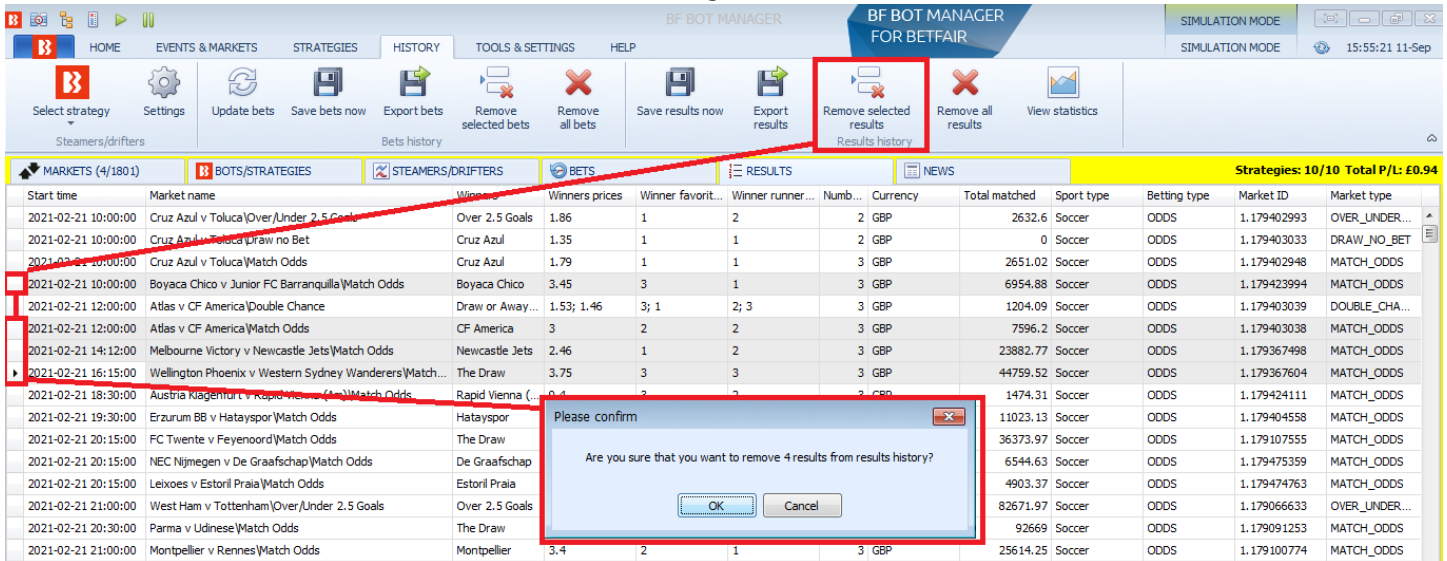 BF BOT MANAGER
BF BOT MANAGER
FOR BETFAIR
SIMULATION MODE
HOME EVENTS & MARKETS STRATEGIES HISTORY TOOLS & SETTINGS HELP SIMULATION MODE 15:55:21 11-Sep
Select strategy Settings Update bets Save bets now Export bets Remove selected bets Remove all bets Save results now Export results Remove selected results Remove all results View statistics
Steamers/drifters Bets history Results history
MARKETS (4/1801) BOTS/STRATEGIES STEAMERS/DRIFTERS BETS RESULTS NEWS Strategies: 10/10 Total P/L: £0.94
Start time Market name Winners Winners prices Winner favorit... Winner runner... Numb... Currency Total matched Sport type Betting type Market ID Market type
2021-02-21 10:00:00 Cruz Azul v Toluca\Over/Under 2.5 Goals Over 2.5 Goals 1.86 1 2 2 GBP 2632.6 Soccer ODDS 1.179402993 OVER_UNDER...
2021-02-21 10:00:00 Cruz Azul v Toluca\Draw no Bet Cruz Azul 1.35 1 1 2 GBP 0 Soccer ODDS 1.179403033 DRAW_NO_BET
2021-02-21 10:00:00 Cruz Azul v Toluca\Match Odds Cruz Azul 1.79 1 1 3 GBP 2651.02 Soccer ODDS 1.179402948 MATCH_ODDS
2021-02-21 10:00:00 Boyaca Chico v Junior FC Barranquilla\Match Odds Boyaca Chico 3.45 3 1 3 GBP 6954.88 Soccer ODDS 1.179423994 MATCH_ODDS
2021-02-21 12:00:00 Atlas v CF America\Double Chance Draw or Away... 1.53; 1.46 3; 1 2; 3 3 GBP 1204.09 Soccer ODDS 1.179403039 DOUBLE_CHA...
2021-02-21 12:00:00 Atlas v CF America\Match Odds CF America 3 2 2 3 GBP 7596.2 Soccer ODDS 1.179403038 MATCH_ODDS
2021-02-21 14:12:00 Melbourne Victory v Newcastle Jets\Match Odds Newcastle Jets 2.46 1 2 3 GBP 23882.77 Soccer ODDS 1.179367498 MATCH_ODDS
2021-02-21 16:15:00 Wellington Phoenix v Western Sydney Wanderers\Match... The Draw 3.75 3 3 3 GBP 44759.52 Soccer ODDS 1.179367604 MATCH_ODDS
2021-02-21 18:30:00 Austria Klagenfurt v Rapid Vienna (Am)\Match Odds Rapid Vienna (... 3 GBP 1474.31 Soccer ODDS 1.179424111 MATCH_ODDS
2021-02-21 19:30:00 Erzurum BB v Hatayspor\Match Odds Hatayspor 11023.13 Soccer ODDS 1.179404558 MATCH_ODDS
2021-02-21 20:15:00 FC Twente v Feyenoord\Match Odds The Draw 36373.97 Soccer ODDS 1.179107555 MATCH_ODDS
2021-02-21 20:15:00 NEC Nijmegen v De Graafschap\Match Odds De Graafschap 6544.63 Soccer ODDS 1.179475359 MATCH_ODDS
2021-02-21 20:15:00 Leixoes v Estoril Praia\Match Odds Estoril Praia 4903.37 Soccer ODDS 1.179474763 MATCH_ODDS
2021-02-21 21:00:00 West Ham v Tottenham\Over/Under 2.5 Goals Over 2.5 Goals 82671.97 Soccer ODDS 1.179066633 OVER_UNDER...
2021-02-21 20:30:00 Parma v Udinese\Match Odds The Draw 92669 Soccer ODDS 1.179091253 MATCH_ODDS
2021-02-21 21:00:00 Montpellier v Rennes\Match Odds Montpellier 3.4 2 1 3 GBP 25614.25 Soccer ODDS 1.179100774 MATCH_ODDS
Please confirm
Are you sure that you want to remove 4 results from results history?
OK Cancel